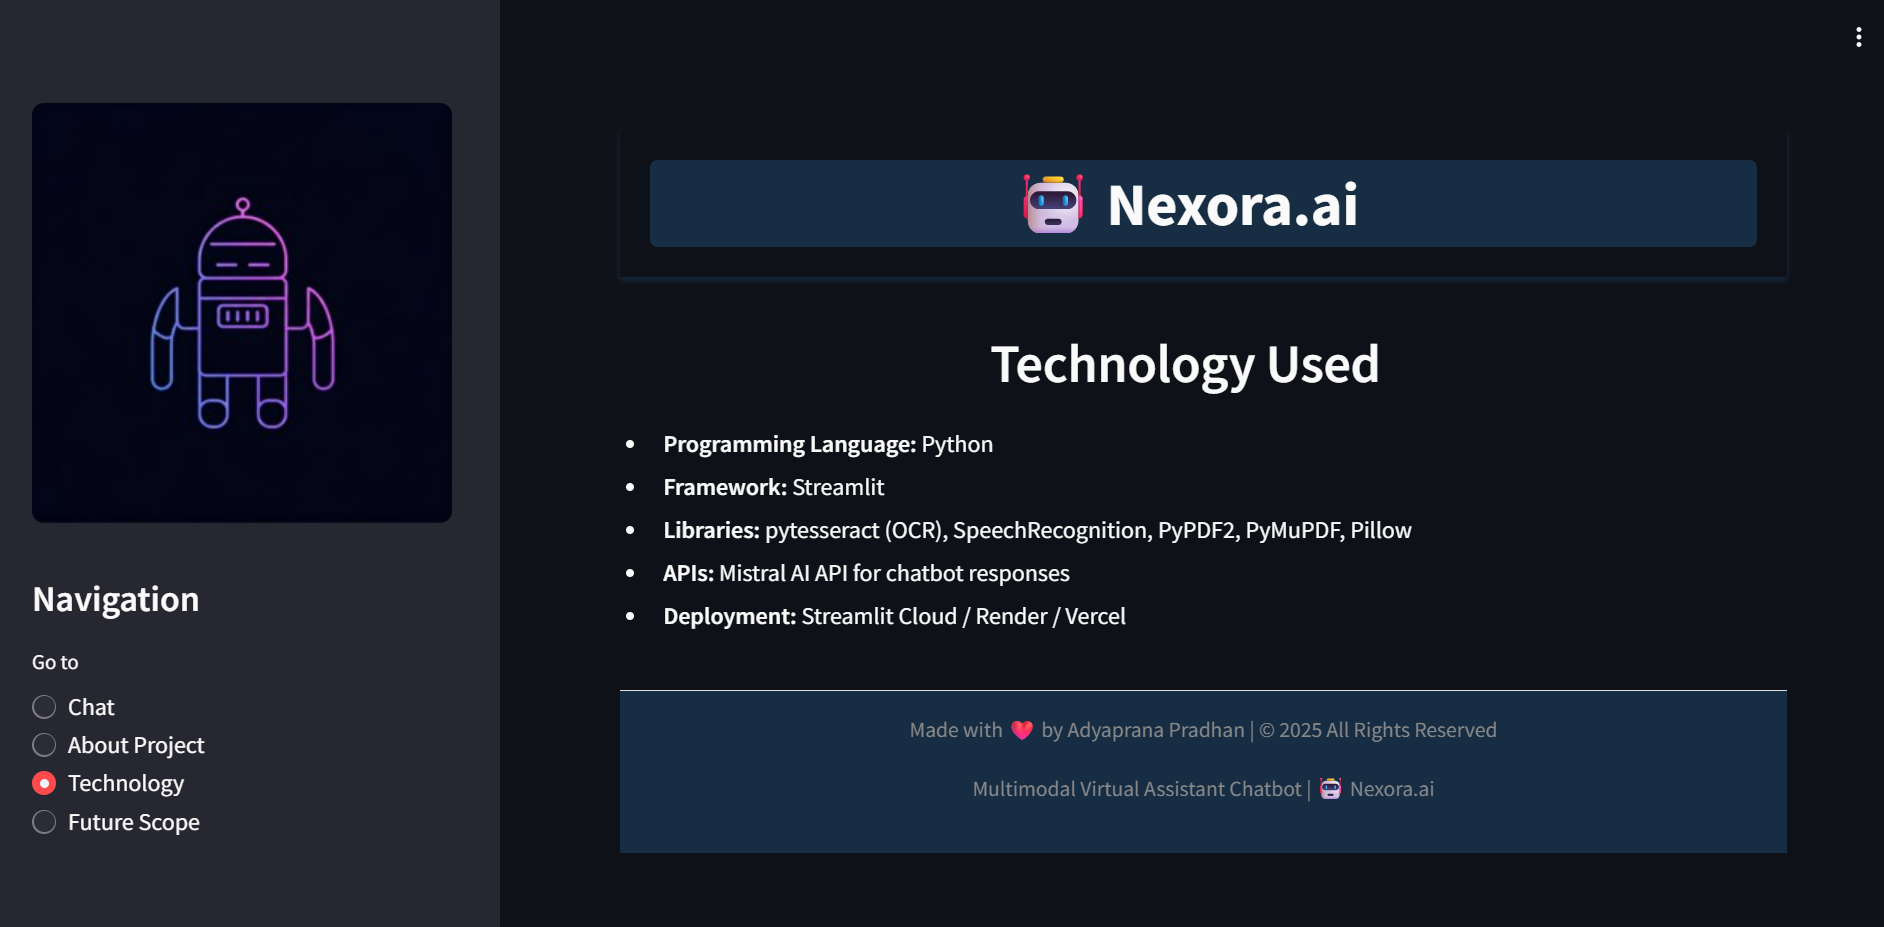 Navigation
Go to
Chat
About Project
Technology
Future Scope
Nexora.ai
Technology Used
Programming Language: Python
Framework: Streamlit
Libraries: pytesseract (OCR), SpeechRecognition, PyPDF2, PyMuPDF, Pillow
APIs: Mistral AI API for chatbot responses
Deployment: Streamlit Cloud / Render / Vercel
Made with ❤️ by Adyaprana Pradhan | © 2025 All Rights Reserved
Multimodal Virtual Assistant Chatbot | 🤖 Nexora.ai